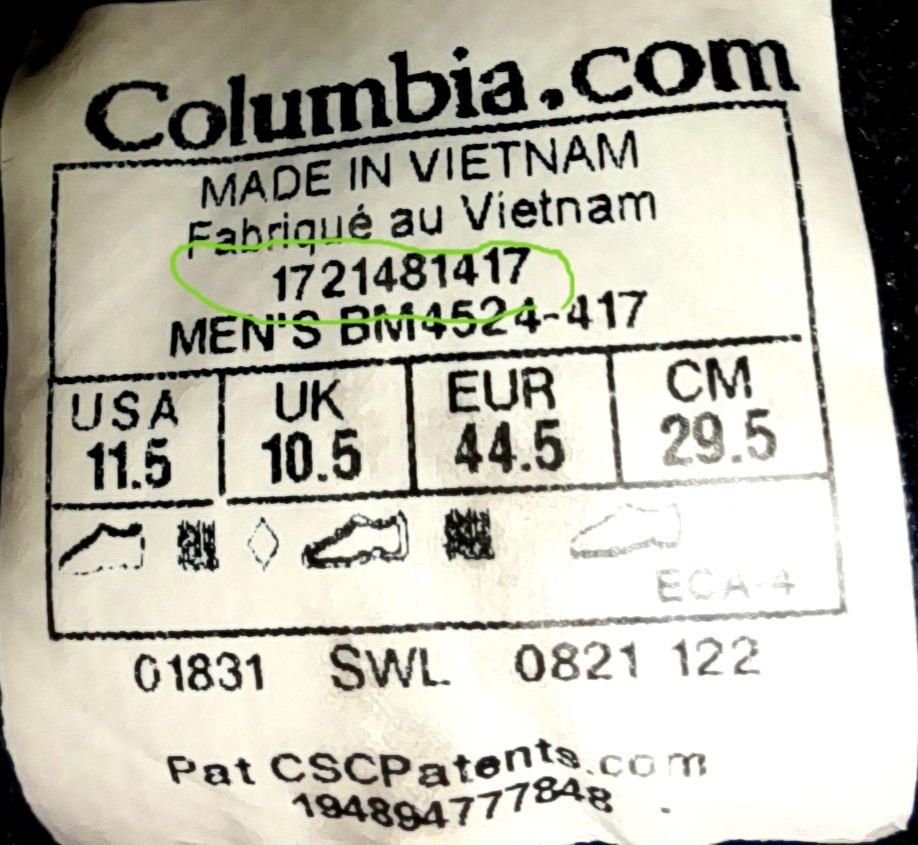 Columbia.com
MADE IN VIETNAM
Fabriqué au Vietnam
1721481417
MEN'S BM4524-417
USA UK EUR CM
11.5 10.5 44.5 29.5
ECA-4
01831 SWL 0821 122
Pat CSCPatents.com
194894777848